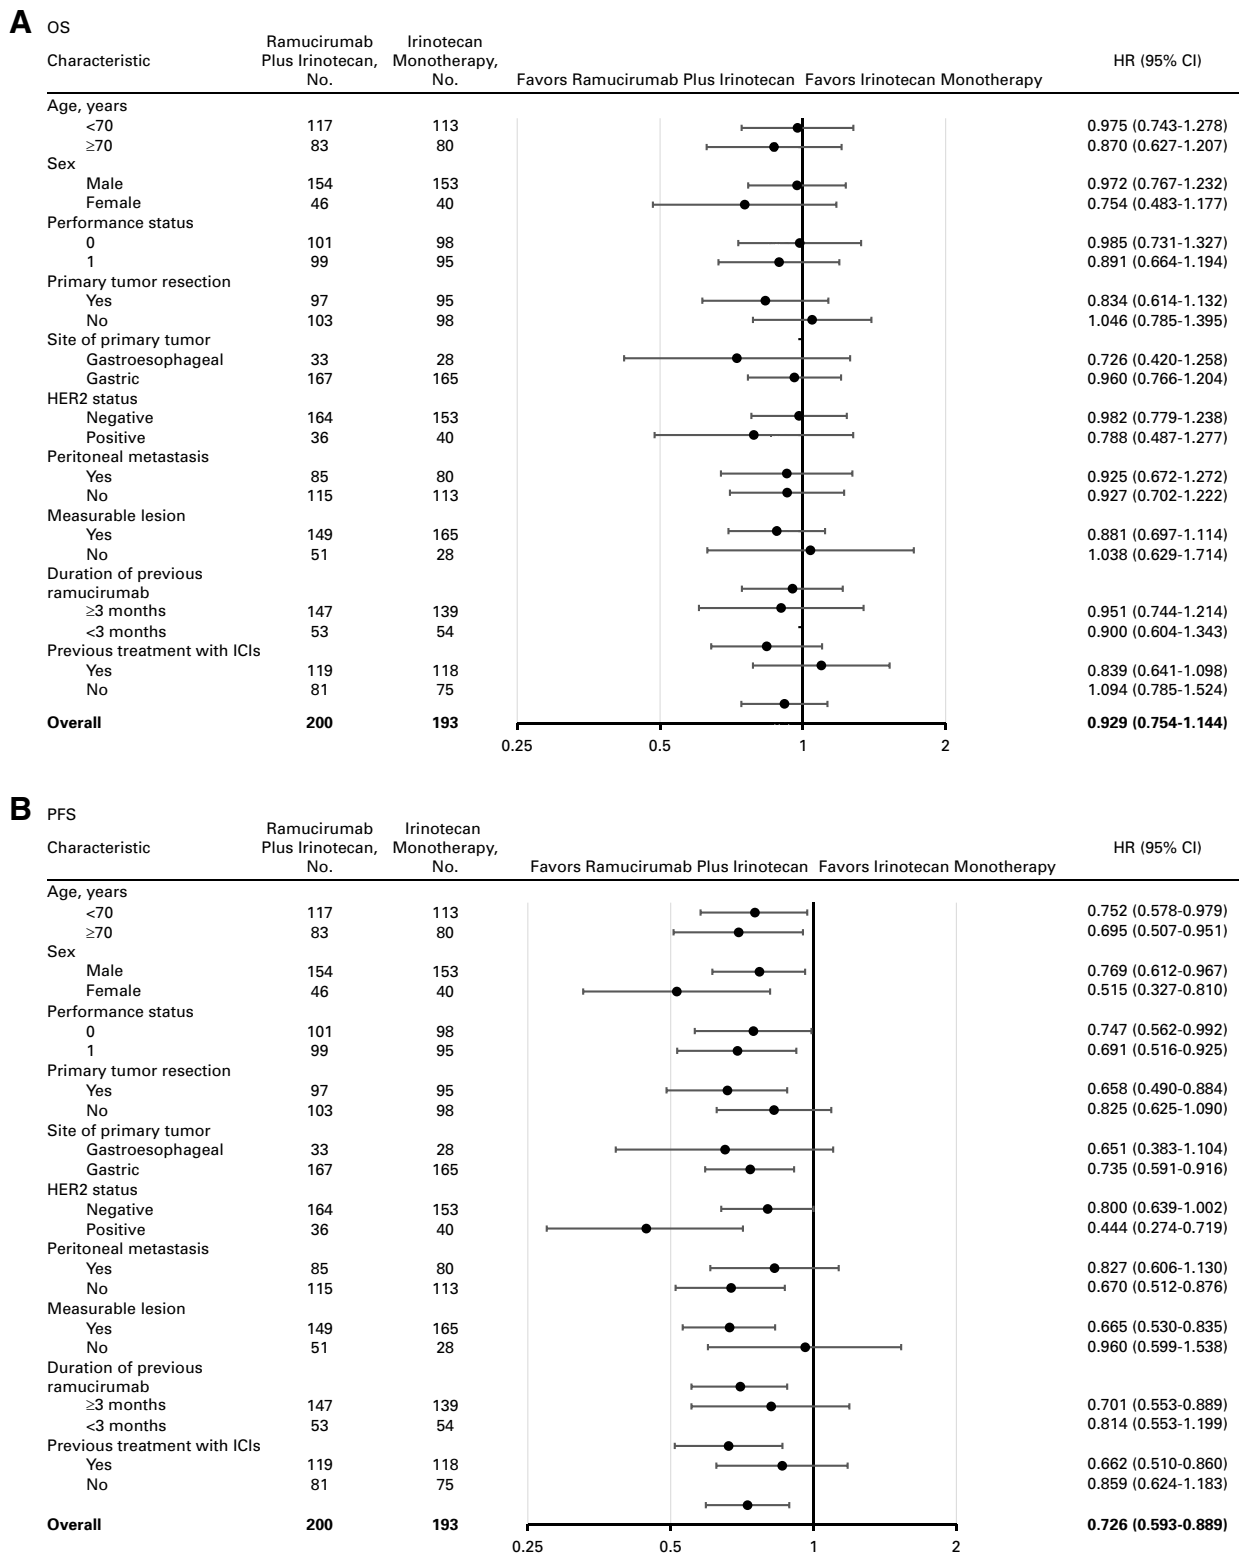 A OS
Characteristic
Ramucirumab Plus Irinotecan, No.
Irinotecan Monotherapy, No.
Favors Ramucirumab Plus Irinotecan Favors Irinotecan Monotherapy
HR (95% CI)
Age, years
<70 117 113 0.975 (0.743-1.278)
≥70 83 80 0.870 (0.627-1.207)
Sex
Male 154 153 0.972 (0.767-1.232)
Female 46 40 0.754 (0.483-1.177)
Performance status
0 101 98 0.985 (0.731-1.327)
1 99 95 0.891 (0.664-1.194)
Primary tumor resection
Yes 97 95 0.834 (0.614-1.132)
No 103 98 1.046 (0.785-1.395)
Site of primary tumor
Gastroesophageal 33 28 0.726 (0.420-1.258)
Gastric 167 165 0.960 (0.766-1.204)
HER2 status
Negative 164 153 0.982 (0.779-1.238)
Positive 36 40 0.788 (0.487-1.277)
Peritoneal metastasis
Yes 85 80 0.925 (0.672-1.272)
No 115 113 0.927 (0.702-1.222)
Measurable lesion
Yes 149 165 0.881 (0.697-1.114)
No 51 28 1.038 (0.629-1.714)
Duration of previous
ramucirumab
≥3 months 147 139 0.951 (0.744-1.214)
<3 months 53 54 0.900 (0.604-1.343)
Previous treatment with ICIs
Yes 119 118 0.839 (0.641-1.098)
No 81 75 1.094 (0.785-1.524)
Overall 200 193 0.929 (0.754-1.144)
0.25 0.5 1 2
B PFS
Characteristic
Ramucirumab Plus Irinotecan, No.
Irinotecan Monotherapy, No.
Favors Ramucirumab Plus Irinotecan Favors Irinotecan Monotherapy
HR (95% CI)
Age, years
<70 117 113 0.752 (0.578-0.979)
≥70 83 80 0.695 (0.507-0.951)
Sex
Male 154 153 0.769 (0.612-0.967)
Female 46 40 0.515 (0.327-0.810)
Performance status
0 101 98 0.747 (0.562-0.992)
1 99 95 0.691 (0.516-0.925)
Primary tumor resection
Yes 97 95 0.658 (0.490-0.884)
No 103 98 0.825 (0.625-1.090)
Site of primary tumor
Gastroesophageal 33 28 0.651 (0.383-1.104)
Gastric 167 165 0.735 (0.591-0.916)
HER2 status
Negative 164 153 0.800 (0.639-1.002)
Positive 36 40 0.444 (0.274-0.719)
Peritoneal metastasis
Yes 85 80 0.827 (0.606-1.130)
No 115 113 0.670 (0.512-0.876)
Measurable lesion
Yes 149 165 0.665 (0.530-0.835)
No 51 28 0.960 (0.599-1.538)
Duration of previous
ramucirumab
≥3 months 147 139 0.701 (0.553-0.889)
<3 months 53 54 0.814 (0.553-1.199)
Previous treatment with ICIs
Yes 119 118 0.662 (0.510-0.860)
No 81 75 0.859 (0.624-1.183)
Overall 200 193 0.726 (0.593-0.889)
0.25 0.5 1 2